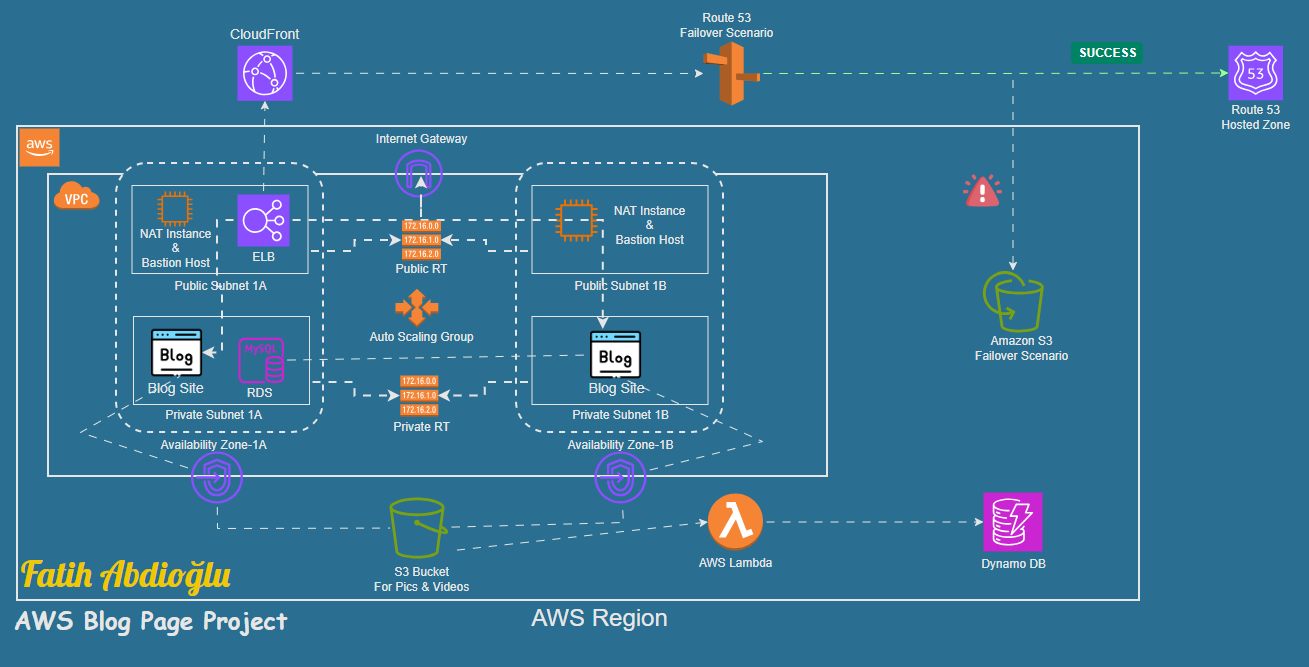 Route 53
Failover Scenario
CloudFront
SUCCESS
53
Route 53
Hosted Zone
aws
Internet Gateway
VPC
NAT Instance
&
Bastion Host
ELB
Public Subnet 1A
172.16.0.0
172.16.1.0
172.16.2.0
Public RT
NAT Instance
&
Bastion Host
Public Subnet 1B
Auto Scaling Group
Blog
Blog Site
MySQL
RDS
Private Subnet 1A
Availability Zone-1A
172.16.0.0
172.16.1.0
172.16.2.0
Private RT
Blog
Blog Site
Private Subnet 1B
Availability Zone-1B
Amazon S3
Failover Scenario
S3 Bucket
For Pics & Videos
AWS Lambda
Dynamo DB
Fatih Abdioğlu
AWS Blog Page Project
AWS Region